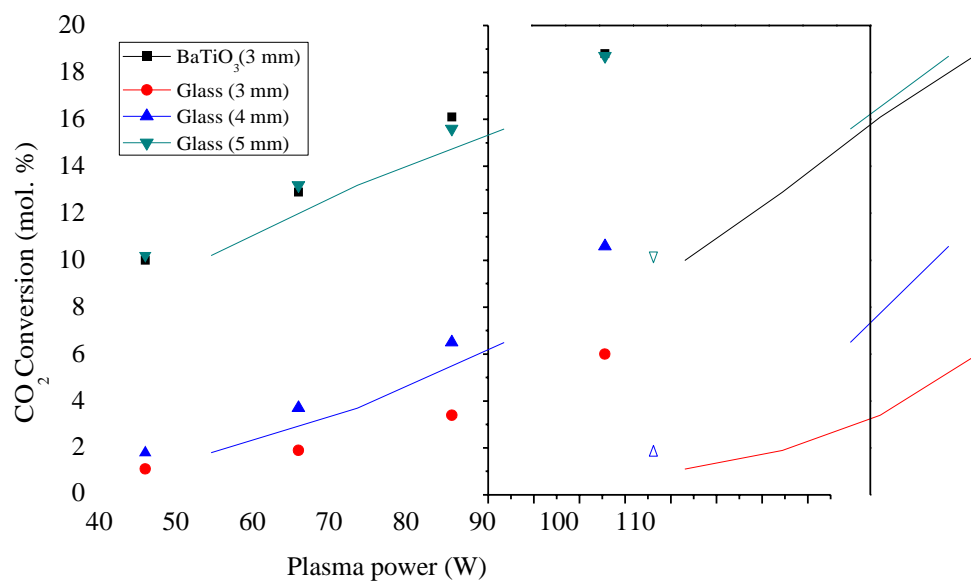 20
BaTiO3(3 mm)
Glass (3 mm)
Glass (4 mm)
Glass (5 mm)
18
16
14
12
10
8
6
4
2
0
CO2 Conversion (mol. %)
40 50 60 70 80 90 100 110
Plasma power (W)